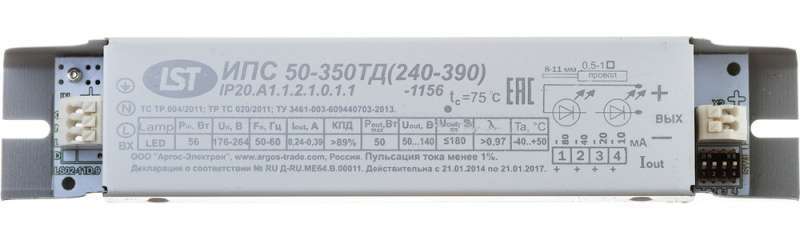 LST
ИПС 50-350ТД(240-390)
IP20.A1.1.2.1.0.1.1 -1156
tc=75 C
EAC
8-11 мм 0.5-1
провод
ТС ТР 004/2011; ТР ТС 020/2011; ТУ 3461-003-609440703-2013.
N
L
ВХ
Lamp Pin, Вт Uin, В Fin, Гц Iout, А КПД Pout max, Вт Uout, В λ Ta, °C
LED 56 176-264 50-60 0,24-0,39 >89% 50 50...140 ≤180 >0,97 -40..+50
+
ВЫХ
-
80 40 20 10 мА
1 2 3 4 Iout
ООО "Аргос-Электрон", www.argos-trade.com, Россия. Пульсация тока менее 1%.
Декларация о соответствии № RU Д-RU.ME64.B.00011. Действительна с 21.01.2014 по 21.01.2017.